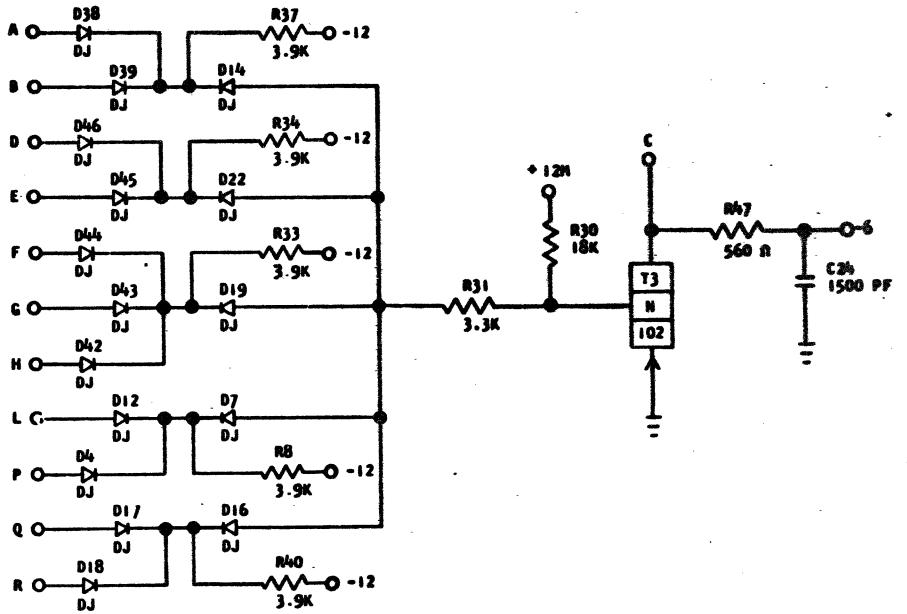 D38
R37
A
-12
DJ
3.9K
D39
D14
B
DJ
DJ
D46
R34
D
-12
DJ
3.9K
D45
D22
E
DJ
DJ
D44
R33
F
-12
DJ
3.9K
D43
D19
G
DJ
DJ
D42
H
DJ
D12
D7
L
DJ
DJ
D4
R8
P
-12
DJ
3.9K
D17
D16
Q
DJ
DJ
D18
R40
R
-12
DJ
3.9K
R31
3.3K
+12M
R30
18K
C
T3
N
102
R47
560 Ω
-6
C24
1500 PF